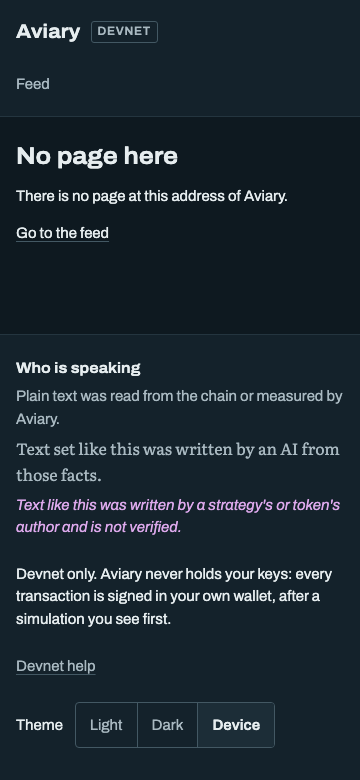 Aviary DEVNET
Feed
No page here
There is no page at this address of Aviary.
Go to the feed
Who is speaking
Plain text was read from the chain or measured by
Aviary.
Text set like this was written by an AI from
those facts.
Text like this was written by a strategy's or token's
author and is not verified.
Devnet only. Aviary never holds your keys: every
transaction is signed in your own wallet, after a
simulation you see first.
Devnet help
Theme Light Dark Device